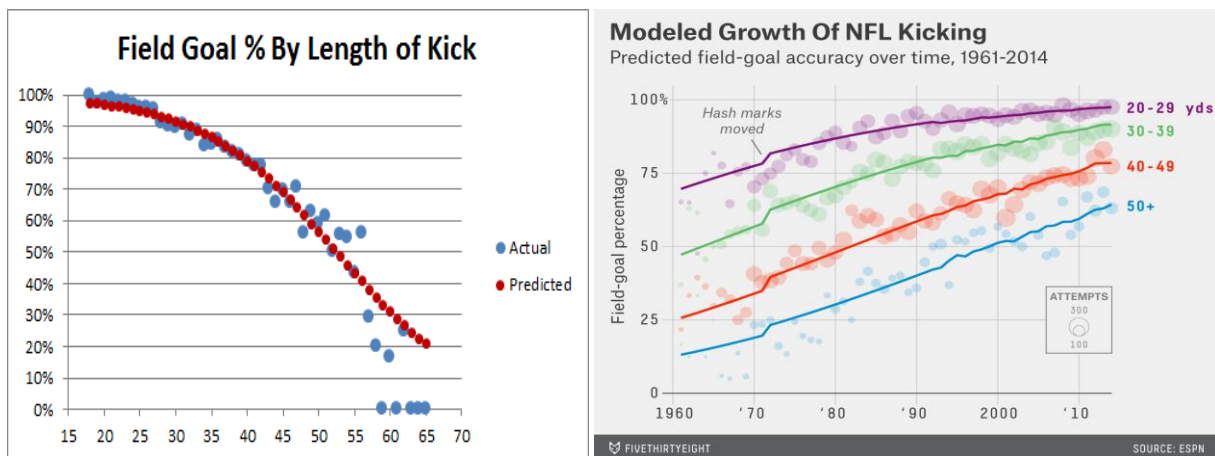 Field Goal % By Length of Kick
100%
90%
80%
70%
60%
50%
40%
30%
20%
10%
0%
15 20 25 30 35 40 45 50 55 60 65 70
Actual
Predicted
Modeled Growth Of NFL Kicking
Predicted field-goal accuracy over time, 1961-2014
Field-goal percentage
100%
75
50
25
0
1960 '70 '80 '90 2000 '10
Hash marks
moved
20-29 yds
30-39
40-49
50+
ATTEMPTS
300
100
FIVETHIRTYEIGHT
SOURCE: ESPN